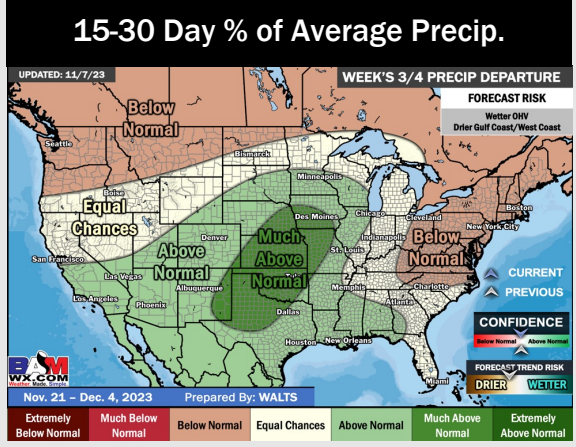 15-30 Day % of Average Precip.
UPDATED: 11/7/23
WEEK'S 3/4 PRECIP DEPARTURE
FORECAST RISK
Wetter OHV
Drier Gulf Coast/West Coast
Below
Normal
Seattle
Bismarck
Minneapolis
Boise
Equal
Chances
Boston
Chicago
Cleveland
New York City
Des Moines
Indianapolis
Below
Normal
Denver
Much
Above
Normal
St. Louis
San Francisco
Above
Normal
Las Vegas
Albuquerque
Memphis
Charlotte
Los Angeles
Phoenix
Atlanta
Dallas
Houston
New Orleans
Miami
CURRENT
PREVIOUS
CONFIDENCE
Below Normal
Above Normal
FORECAST TREND RISK
DRIER
WETTER
BAM
WX.COM
Weather. Made. Simple.
Nov. 21 – Dec. 4, 2023
Prepared By: WALTS
Extremely
Below Normal
Much Below
Normal
Below Normal
Equal Chances
Above Normal
Much Above
Normal
Extremely
Above Normal